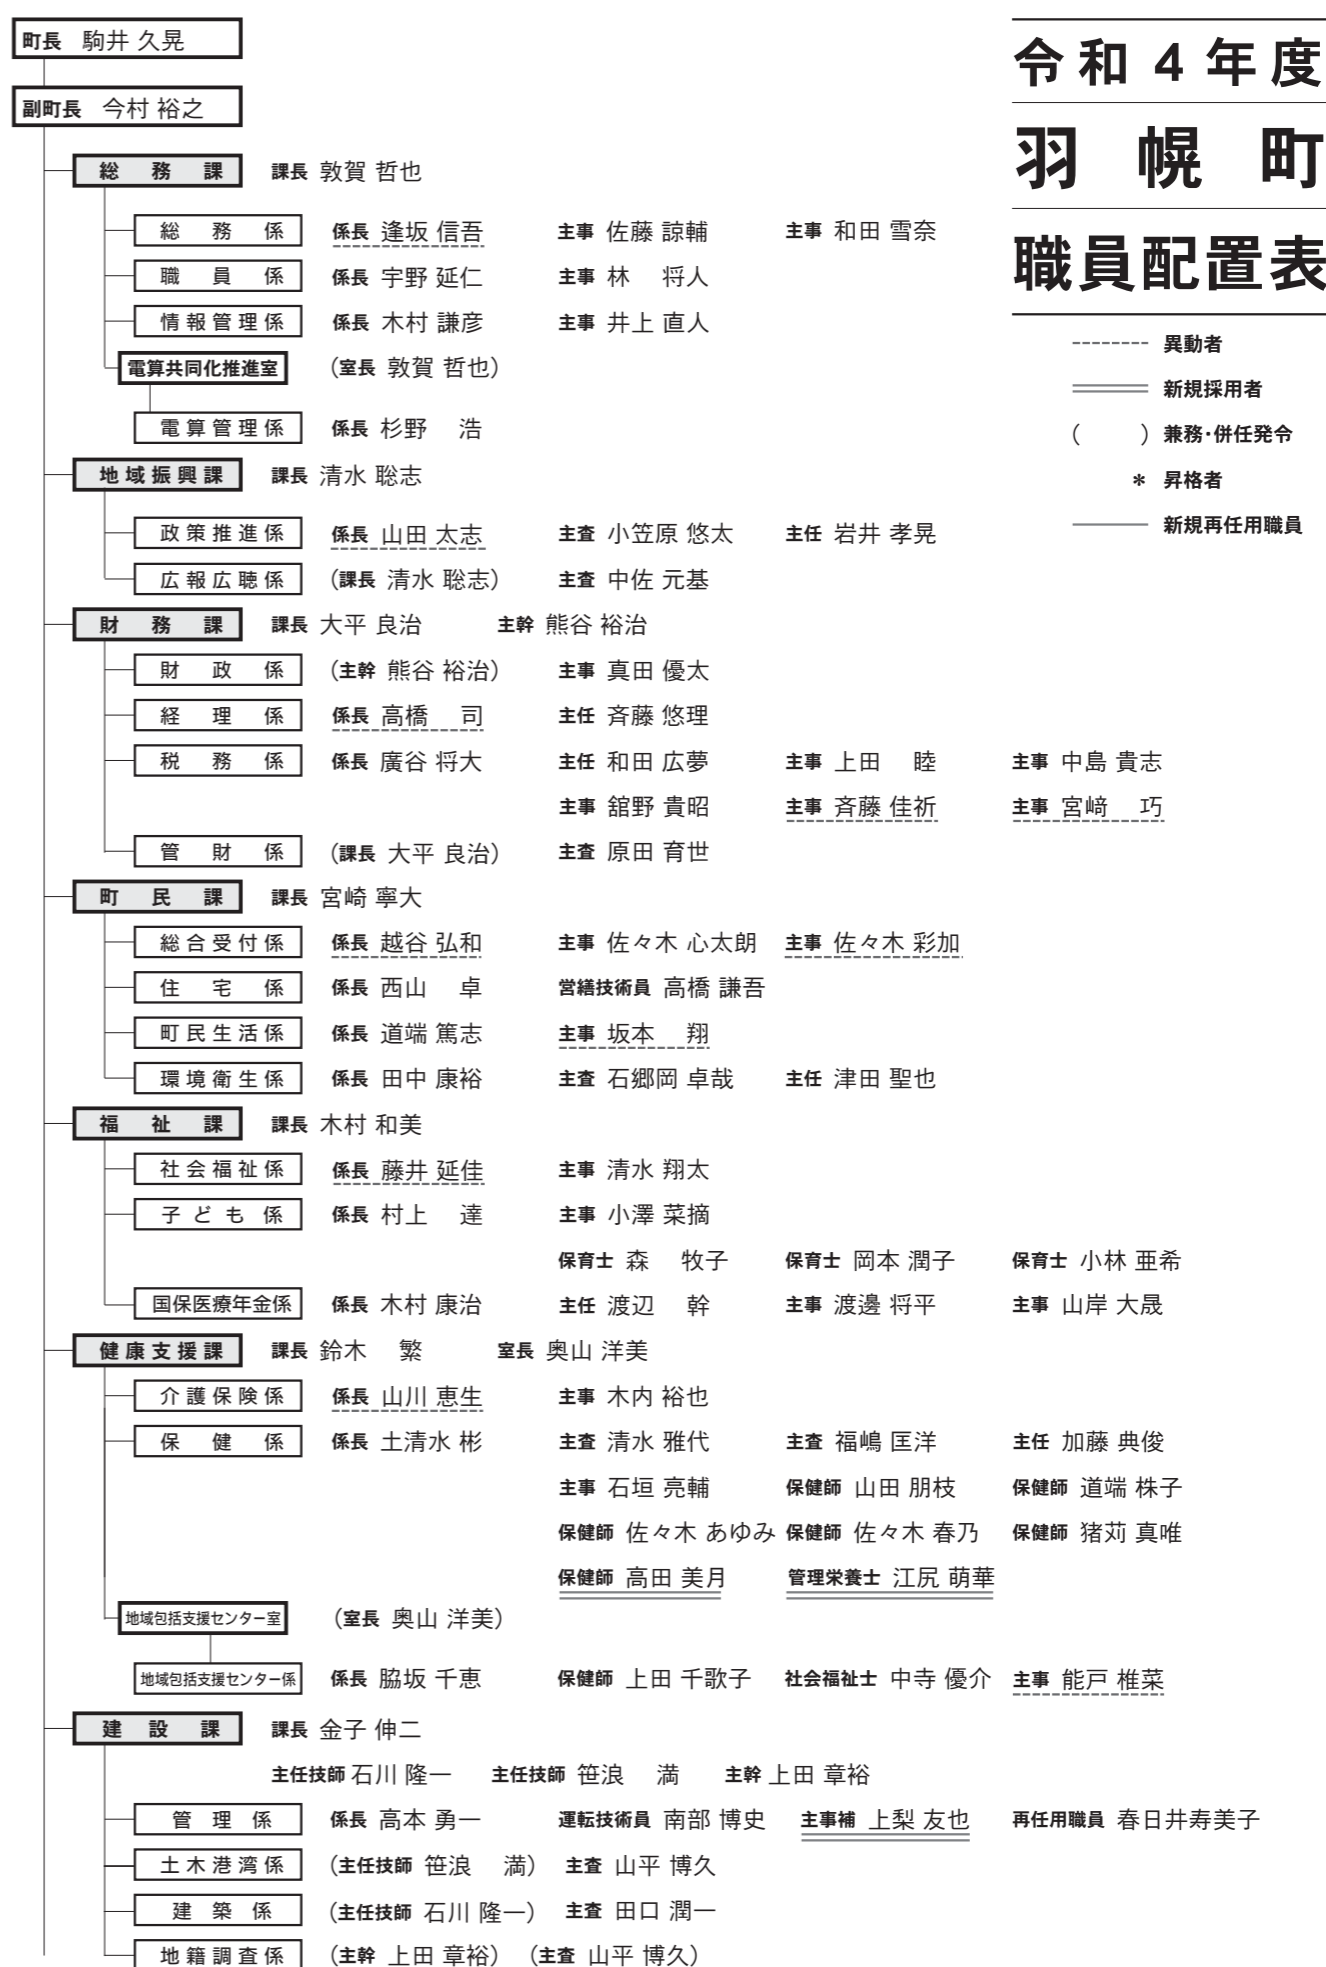 令和4年度
羽幌町
職員配置表
異動者
新規採用者
（　　）兼務・併任発令
＊ 昇格者
新規再任用職員
町長 駒井 久晃
副町長 今村 裕之
総務課 課長 敦賀 哲也
総務係 係長 逢坂 信吾 主事 佐藤 諒輔 主事 和田 雪奈
職員係 係長 宇野 延仁 主事 林 将人
情報管理係 係長 木村 謙彦 主事 井上 直人
電算共同化推進室 （室長 敦賀 哲也）
電算管理係 係長 杉野 浩
地域振興課 課長 清水 聡志
政策推進係 係長 山田 太志 主査 小笠原 悠太 主任 岩井 孝晃
広報広聴係 （課長 清水 聡志） 主査 中佐 元基
財務課 課長 大平 良治 主幹 熊谷 裕治
財政係 （主幹 熊谷 裕治） 主事 真田 優太
経理係 係長 高橋 司 主任 斉藤 悠理
税務係 係長 廣谷 将大 主任 和田 広夢 主事 上田 睦 主事 中島 貴志
主事 舘野 貴昭 主事 斉藤 佳祈 主事 宮﨑 巧
管財係 （課長 大平 良治） 主査 原田 育世
町民課 課長 宮崎 寧大
総合受付係 係長 越谷 弘和 主事 佐々木 心太朗 主事 佐々木 彩加
住宅係 係長 西山 卓 営繕技術員 高橋 謙吾
町民生活係 係長 道端 篤志 主事 坂本 翔
環境衛生係 係長 田中 康裕 主査 石郷岡 卓哉 主任 津田 聖也
福祉課 課長 木村 和美
社会福祉係 係長 藤井 延佳 主事 清水 翔太
子ども係 係長 村上 達 主事 小澤 菜摘
保育士 森 牧子 保育士 岡本 潤子 保育士 小林 亜希
国保医療年金係 係長 木村 康治 主任 渡辺 幹 主事 渡邊 将平 主事 山岸 大晟
健康支援課 課長 鈴木 繁 室長 奥山 洋美
介護保険係 係長 山川 恵生 主事 木内 裕也
保健係 係長 土清水 彬 主査 清水 雅代 主査 福嶋 匡洋 主任 加藤 典俊
主事 石垣 亮輔 保健師 山田 朋枝 保健師 道端 株子
保健師 佐々木 あゆみ 保健師 佐々木 春乃 保健師 猪苅 真唯
保健師 高田 美月 管理栄養士 江尻 萌華
地域包括支援センター室 （室長 奥山 洋美）
地域包括支援センター係 係長 脇坂 千恵 保健師 上田 千歌子 社会福祉士 中寺 優介 主事 能戸 椎菜
建設課 課長 金子 伸二
主任技師 石川 隆一 主任技師 笹浪 満 主幹 上田 章裕
管理係 係長 高本 勇一 運転技術員 南部 博史 主事補 上梨 友也 再任用職員 春日井寿美子
土木港湾係 （主任技師 笹浪 満） 主査 山平 博久
建築係 （主任技師 石川 隆一） 主査 田口 潤一
地籍調査係 （主幹 上田 章裕） （主査 山平 博久）